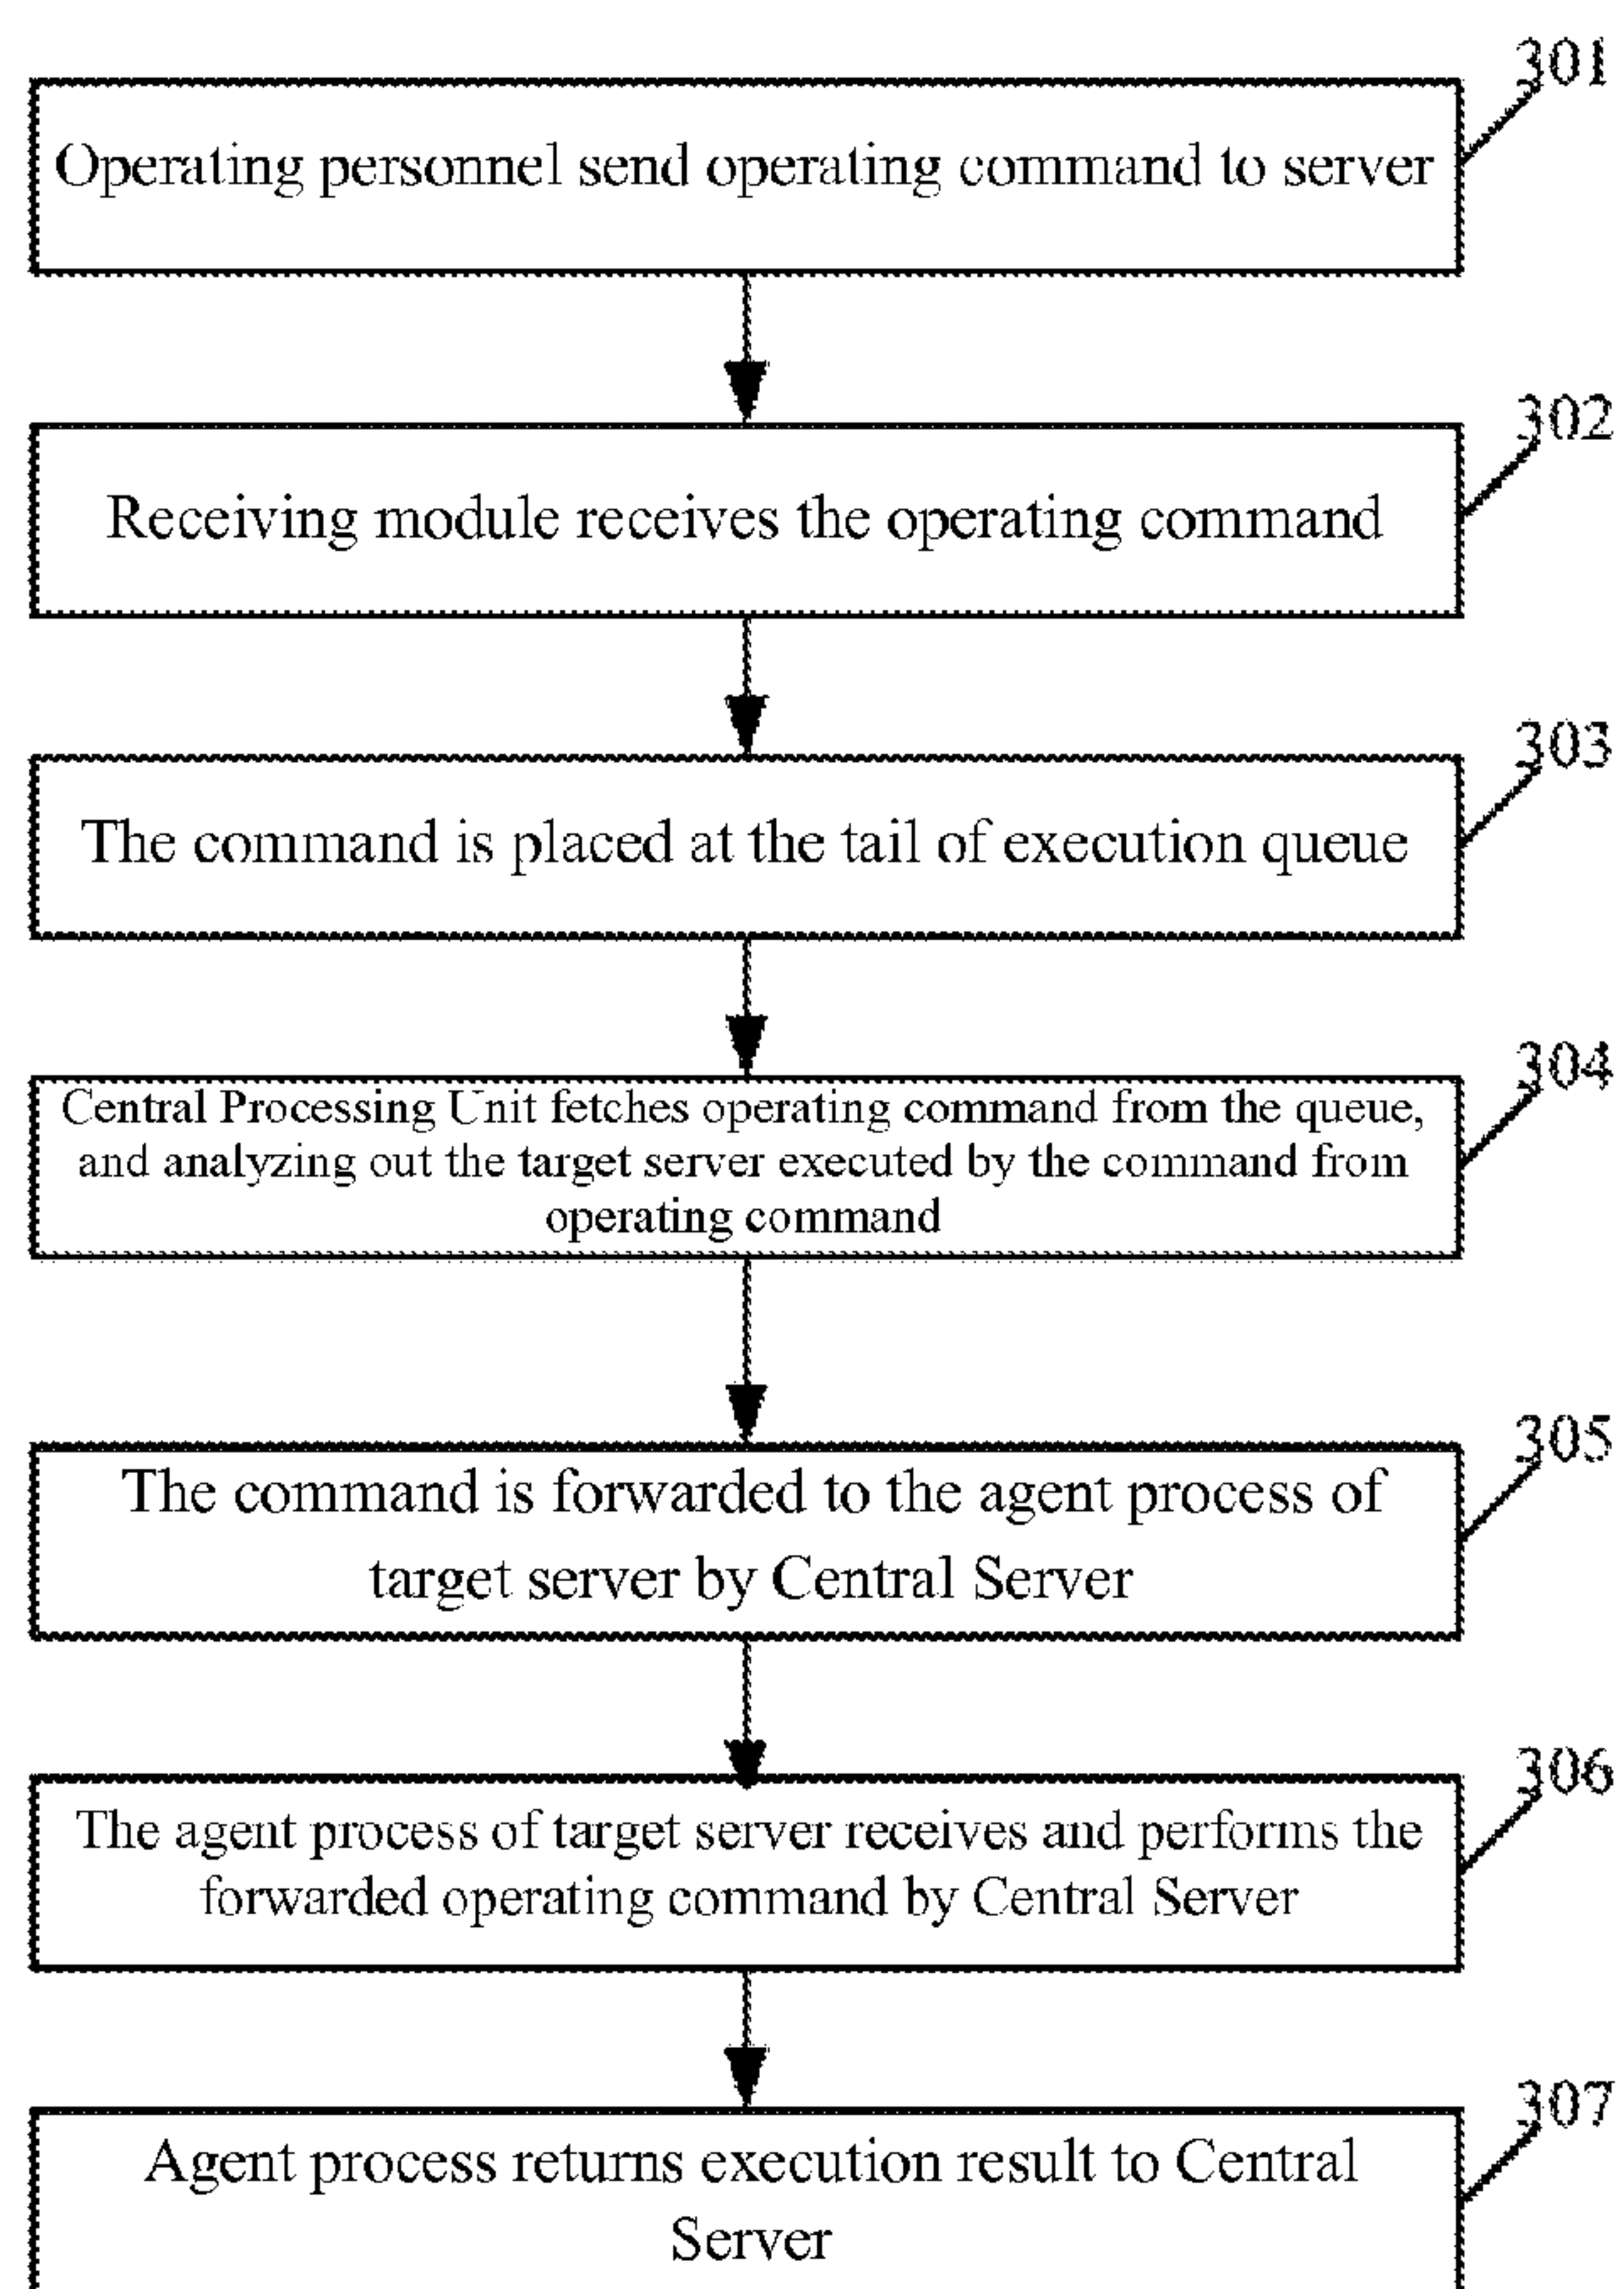 301
Operating personnel send operating command to server
302
Receiving module receives the operating command
303
The command is placed at the tail of execution queue
304
Central Processing Unit fetches operating command from the queue,
and analyzing out the target server executed by the command from
operating command
305
The command is forwarded to the agent process of
target server by Central Server
306
The agent process of target server receives and performs the
forwarded operating command by Central Server
307
Agent process returns execution result to Central
Server